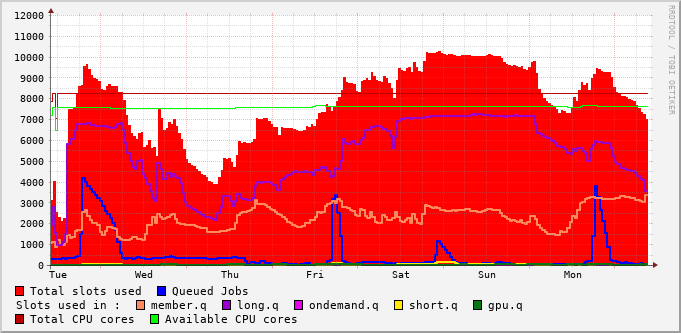 RRDTOOL / TOBI OETIKER
12000
11000
10000
9000
8000
7000
6000
5000
4000
3000
2000
1000
0
Tue Wed Thu Fri Sat Sun Mon
Total slots used Queued Jobs
Slots used in : member.q long.q ondemand.q short.q gpu.q
Total CPU cores Available CPU cores